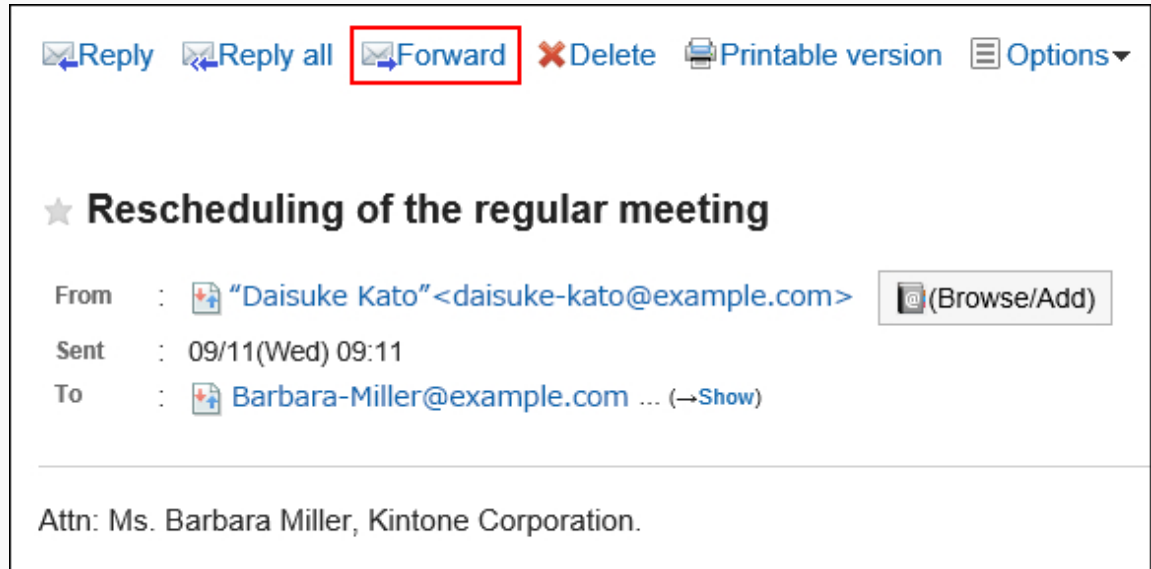 Reply Reply all Forward Delete Printable version Options
Rescheduling of the regular meeting
From : “Daisuke Kato”<daisuke-kato@example.com> (Browse/Add)
Sent : 09/11(Wed) 09:11
To : Barbara-Miller@example.com ... (→Show)
Attn: Ms. Barbara Miller, Kintone Corporation.